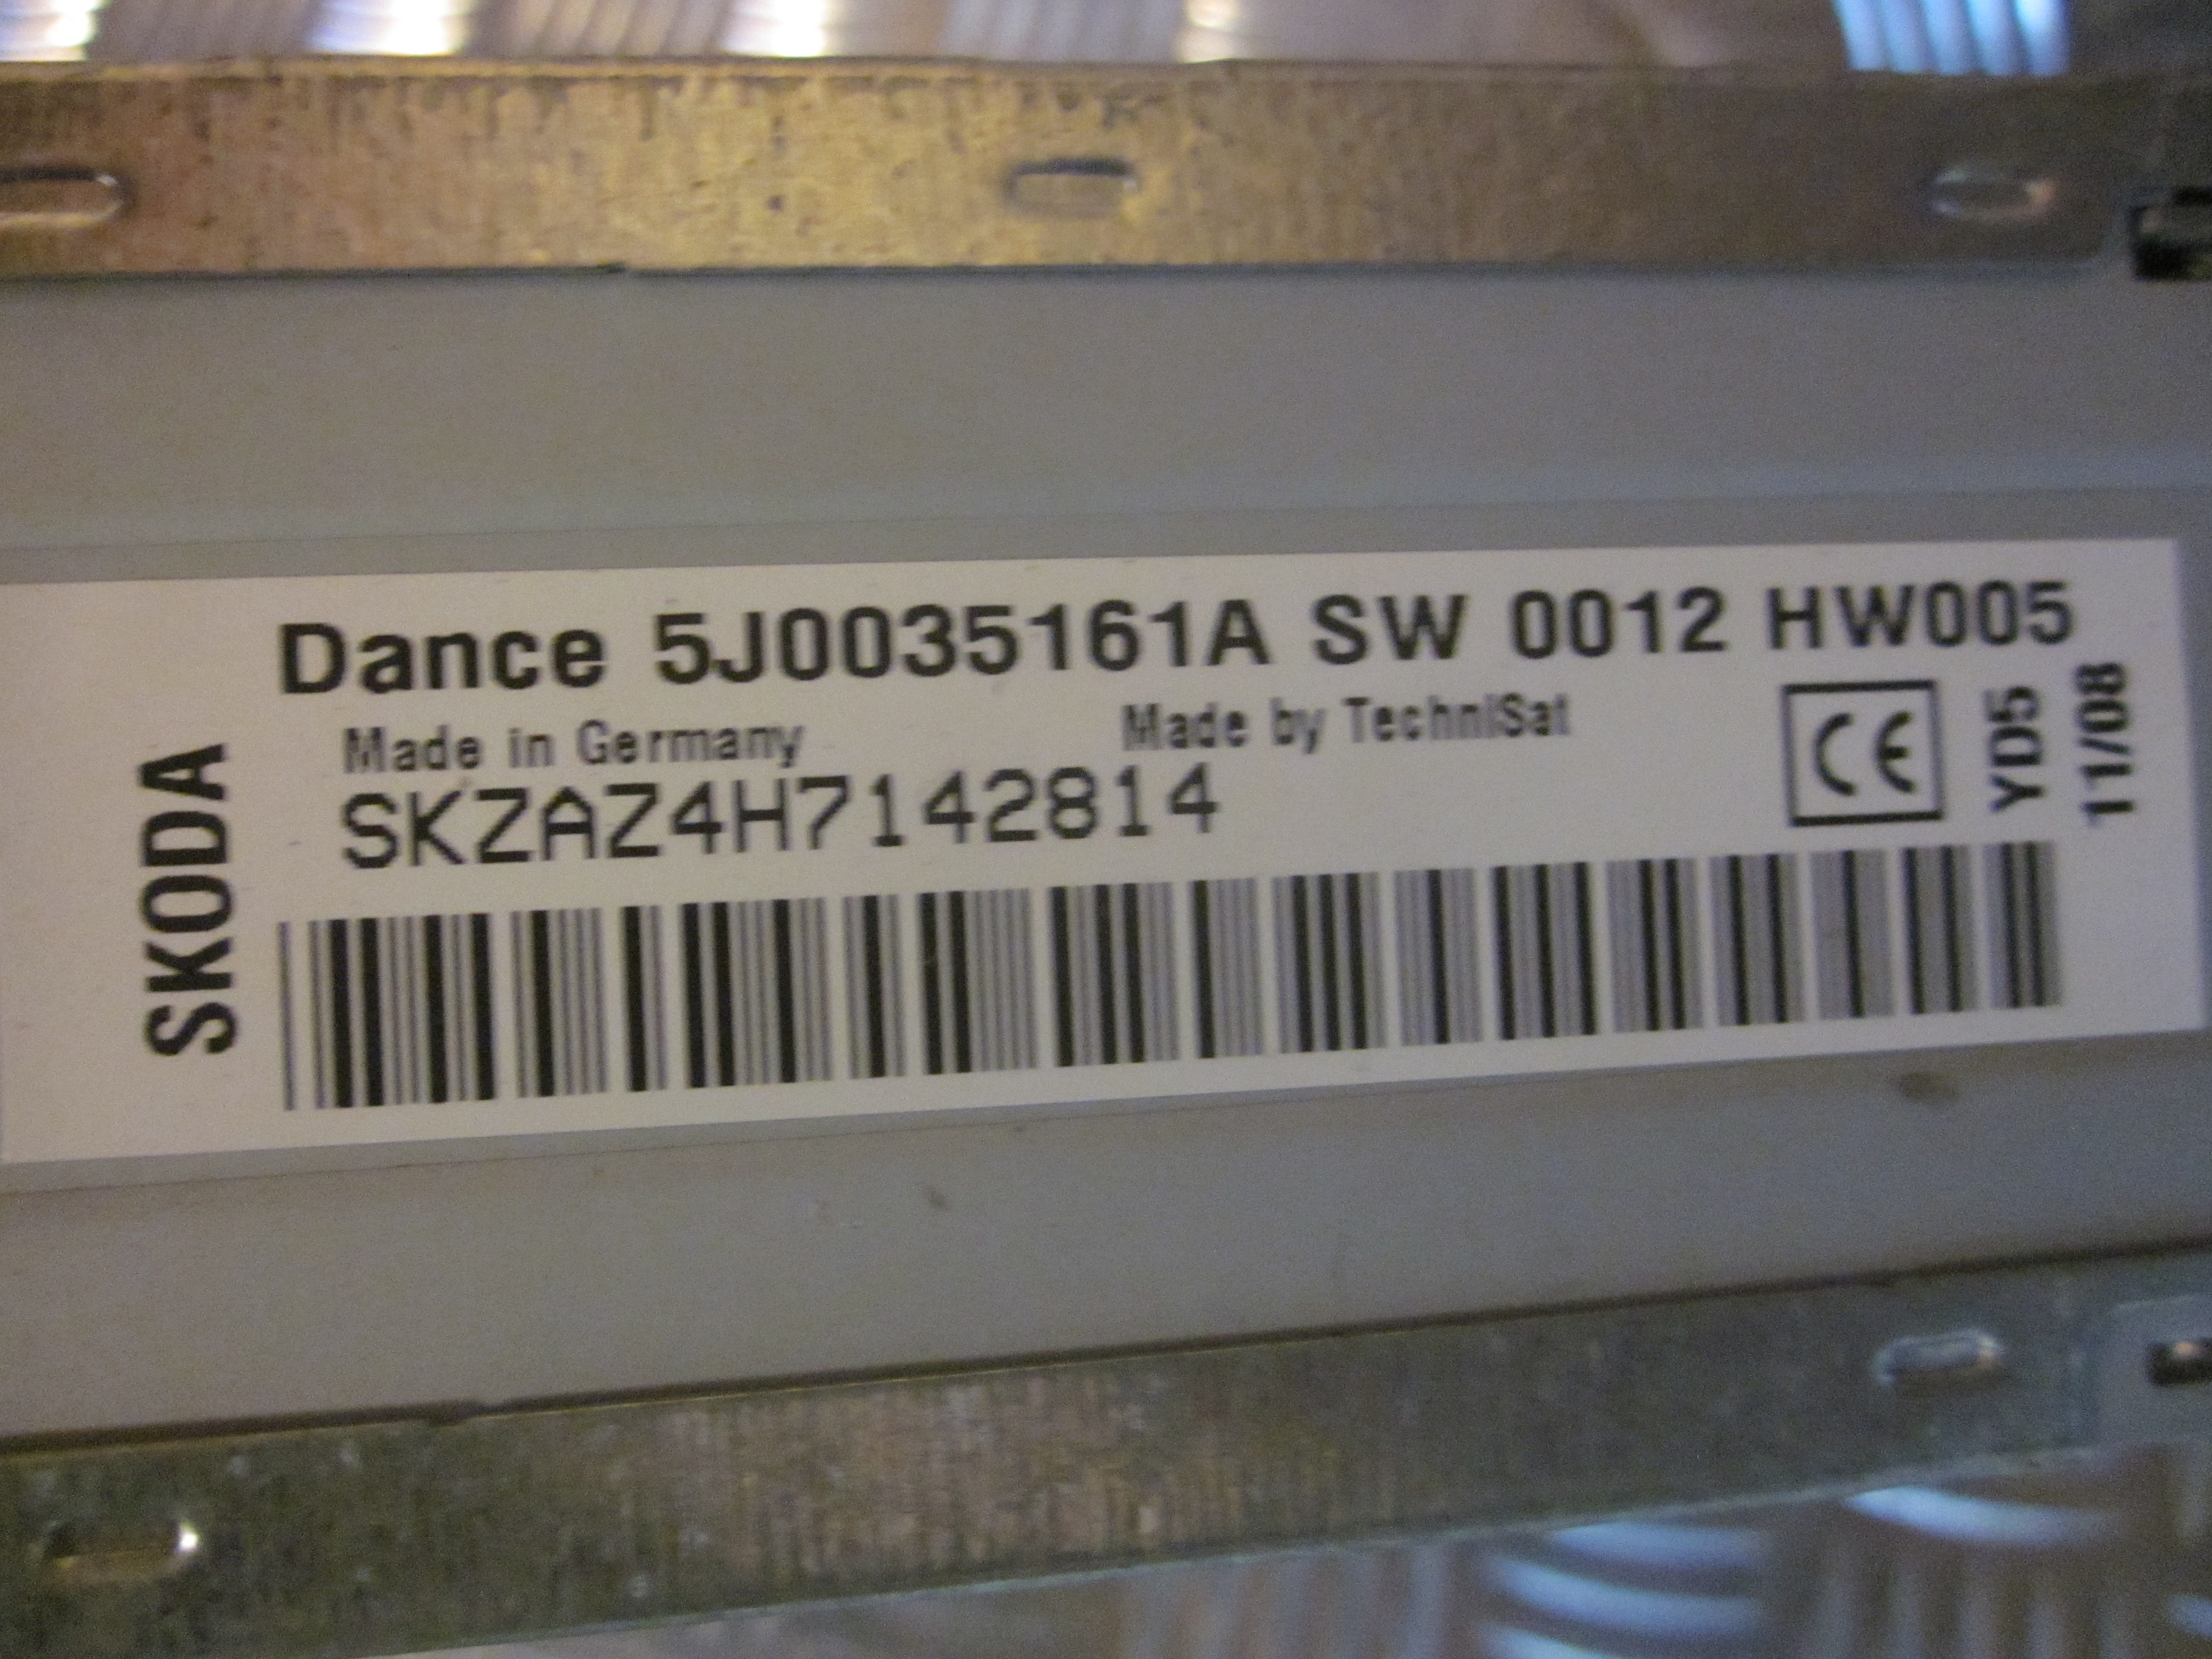 Dance 5J0035161A SW 0012 HW005
Made in Germany Made by TechniSat
SKZAZ4H7142814
SKODA
CE
YD5
11/08